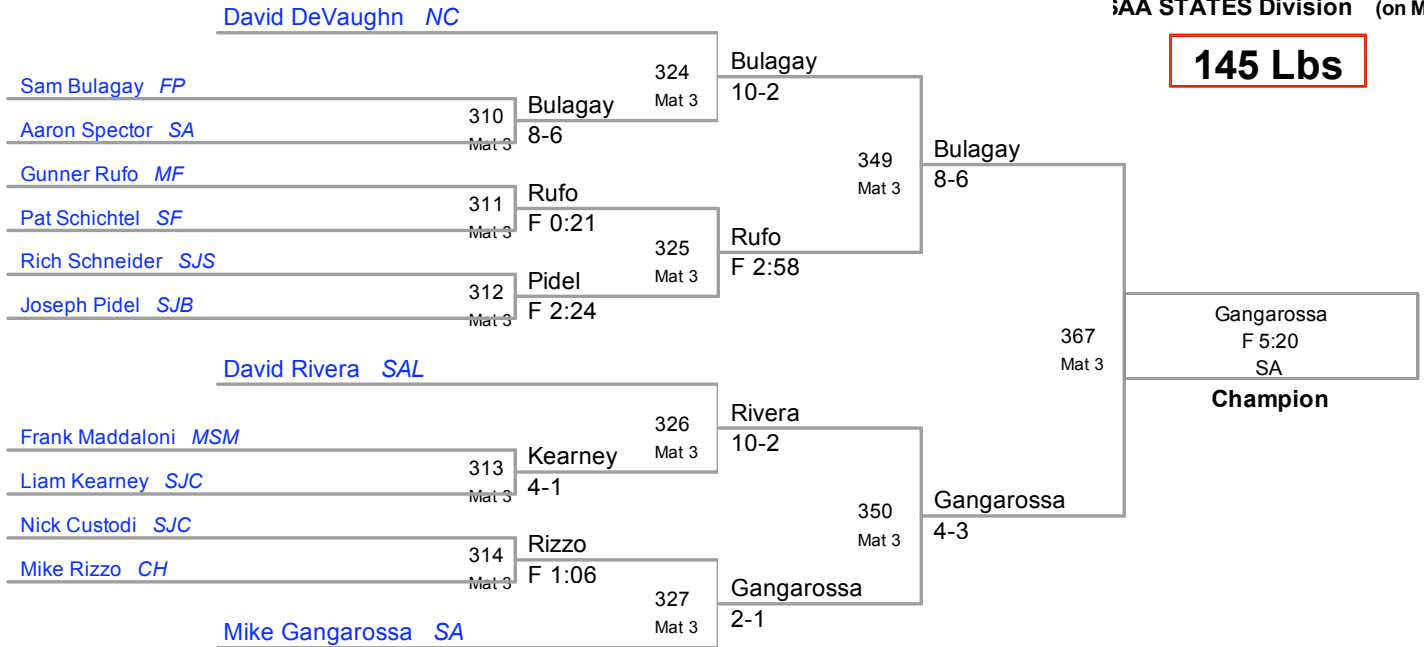 SAA STATES Division (on M
145 Lbs
David DeVaughn NC
Sam Bulagay FP
Aaron Spector SA
Gunner Rufo MF
Pat Schichtel SF
Rich Schneider SJS
Joseph Pidel SJB
David Rivera SAL
Frank Maddaloni MSM
Liam Kearney SJC
Nick Custodi SJC
Mike Rizzo CH
Mike Gangarossa SA
310
Mat 3
Bulagay
8-6
311
Mat 3
Rufo
F 0:21
312
Mat 3
Pidel
F 2:24
313
Mat 3
Kearney
4-1
314
Mat 3
Rizzo
F 1:06
324
Mat 3
Bulagay
10-2
325
Mat 3
Rufo
F 2:58
326
Mat 3
Rivera
10-2
327
Mat 3
Gangarossa
2-1
349
Mat 3
Bulagay
8-6
350
Mat 3
Gangarossa
4-3
367
Mat 3
Gangarossa
F 5:20
SA
Champion